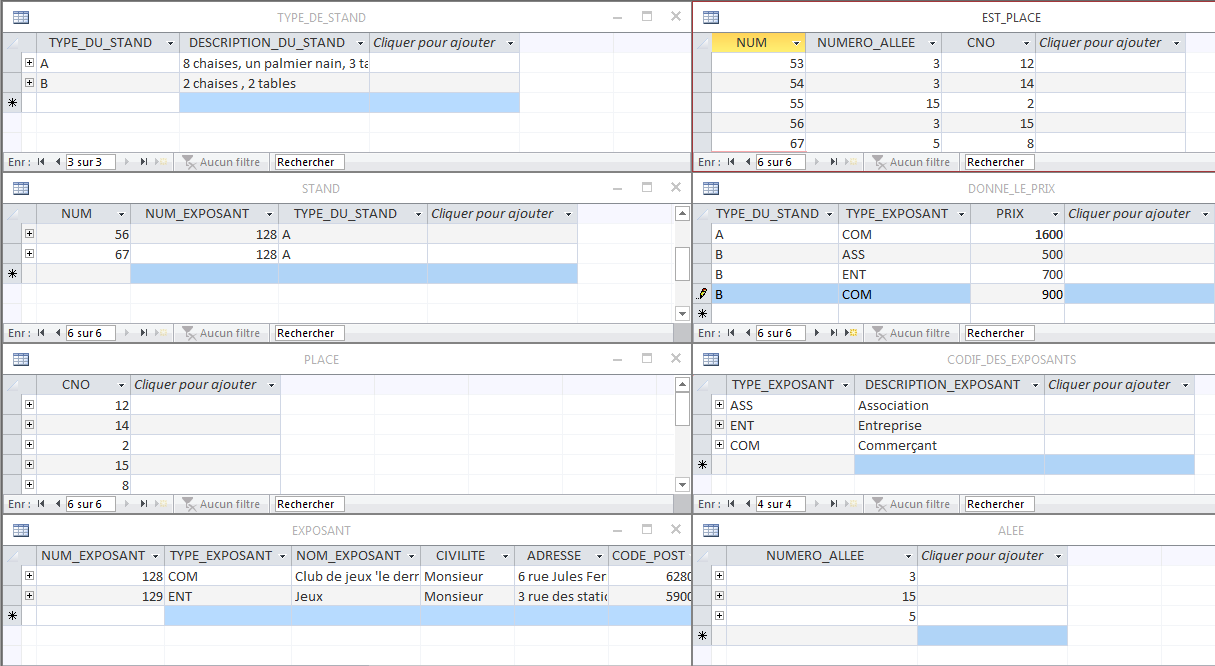 TYPE_DE_STAND
TYPE_DU_STAND DESCRIPTION_DU_STAND Cliquer pour ajouter
A 8 chaises, un palmier nain, 3 ta
B 2 chaises , 2 tables
Enr : 3 sur 3 Aucun filtre Rechercher
EST_PLACE
NUM NUMERO_ALLEE CNO Cliquer pour ajouter
53 3 12
54 3 14
55 15 2
56 3 15
67 5 8
Enr : 6 sur 6 Aucun filtre Rechercher
STAND
NUM NUM_EXPOSANT TYPE_DU_STAND Cliquer pour ajouter
56 128 A
67 128 A
Enr : 6 sur 6 Aucun filtre Rechercher
DONNE_LE_PRIX
TYPE_DU_STAND TYPE_EXPOSANT PRIX Cliquer pour ajouter
A COM 1600
B ASS 500
B ENT 700
B COM 900
Enr : 6 sur 6 Aucun filtre Rechercher
PLACE
CNO Cliquer pour ajouter
12
14
2
15
8
Enr : 6 sur 6 Aucun filtre Rechercher
CODIF_DES_EXPOSANTS
TYPE_EXPOSANT DESCRIPTION_EXPOSANT Cliquer pour ajouter
ASS Association
ENT Entreprise
COM Commerçant
Enr : 4 sur 4 Aucun filtre Rechercher
EXPOSANT
NUM_EXPOSANT TYPE_EXPOSANT NOM_EXPOSANT CIVILITE ADRESSE CODE_POST
128 COM Club de jeux 'le derr Monsieur 6 rue Jules Fer 6280
129 ENT Jeux Monsieur 3 rue des static 5900
ALEE
NUMERO_ALLEE Cliquer pour ajouter
3
15
5